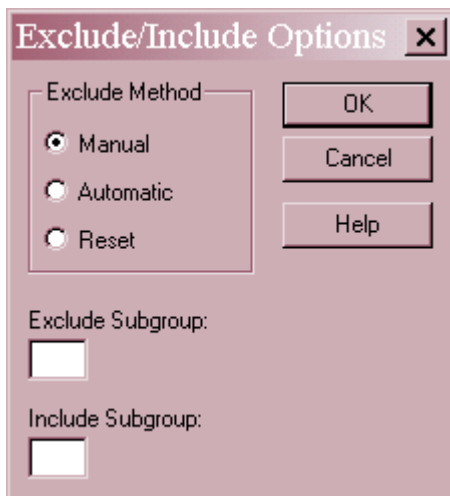 Exclude/Include Options
Exclude Method
Manual
Automatic
Reset
OK
Cancel
Help
Exclude Subgroup:
Include Subgroup: